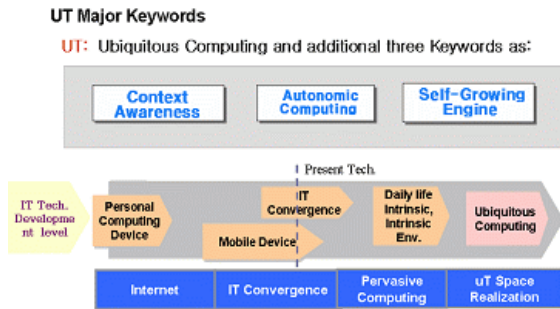 UT Major Keywords
UT: Ubiquitous Computing and additional three Keywords as:
Context
Awareness
Autonomic
Computing
Self-Growing
Engine
Present Tech.
IT Tech.
Developme
nt level
Personal
Computing
Device
IT
Convergence
Mobile Device
Daily life
Intrinsic,
Intrinsic
Env.
Ubiquitous
Computing
Internet
IT Convergence
Pervasive
Computing
uT Space
Realization